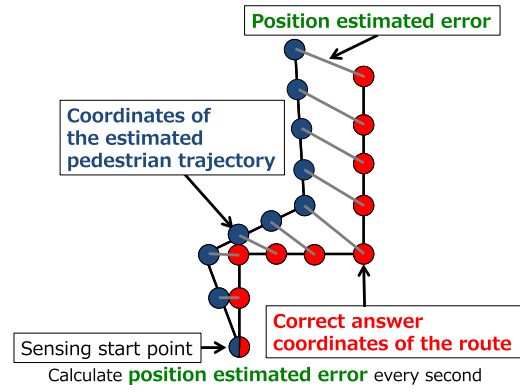 Position estimated error
Coordinates of
the estimated
pedestrian trajectory
Correct answer
coordinates of the route
Sensing start point
Calculate position estimated error every second